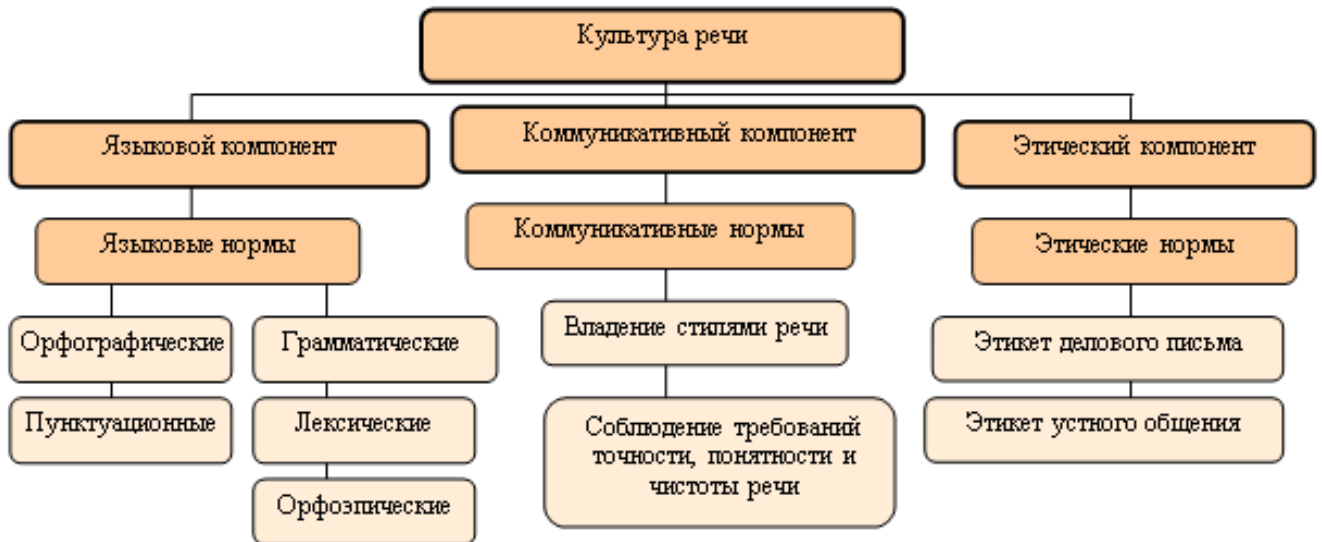 Культура речи
Языковой компонент
Коммуникативный компонент
Этический компонент
Языковые нормы
Коммуникативные нормы
Этические нормы
Орфографические
Грамматические
Владение стилями речи
Этикет делового письма
Пунктуационные
Лексические
Соблюдение требований
точности, понятности и
чистоты речи
Этикет устного общения
Орфоэпические